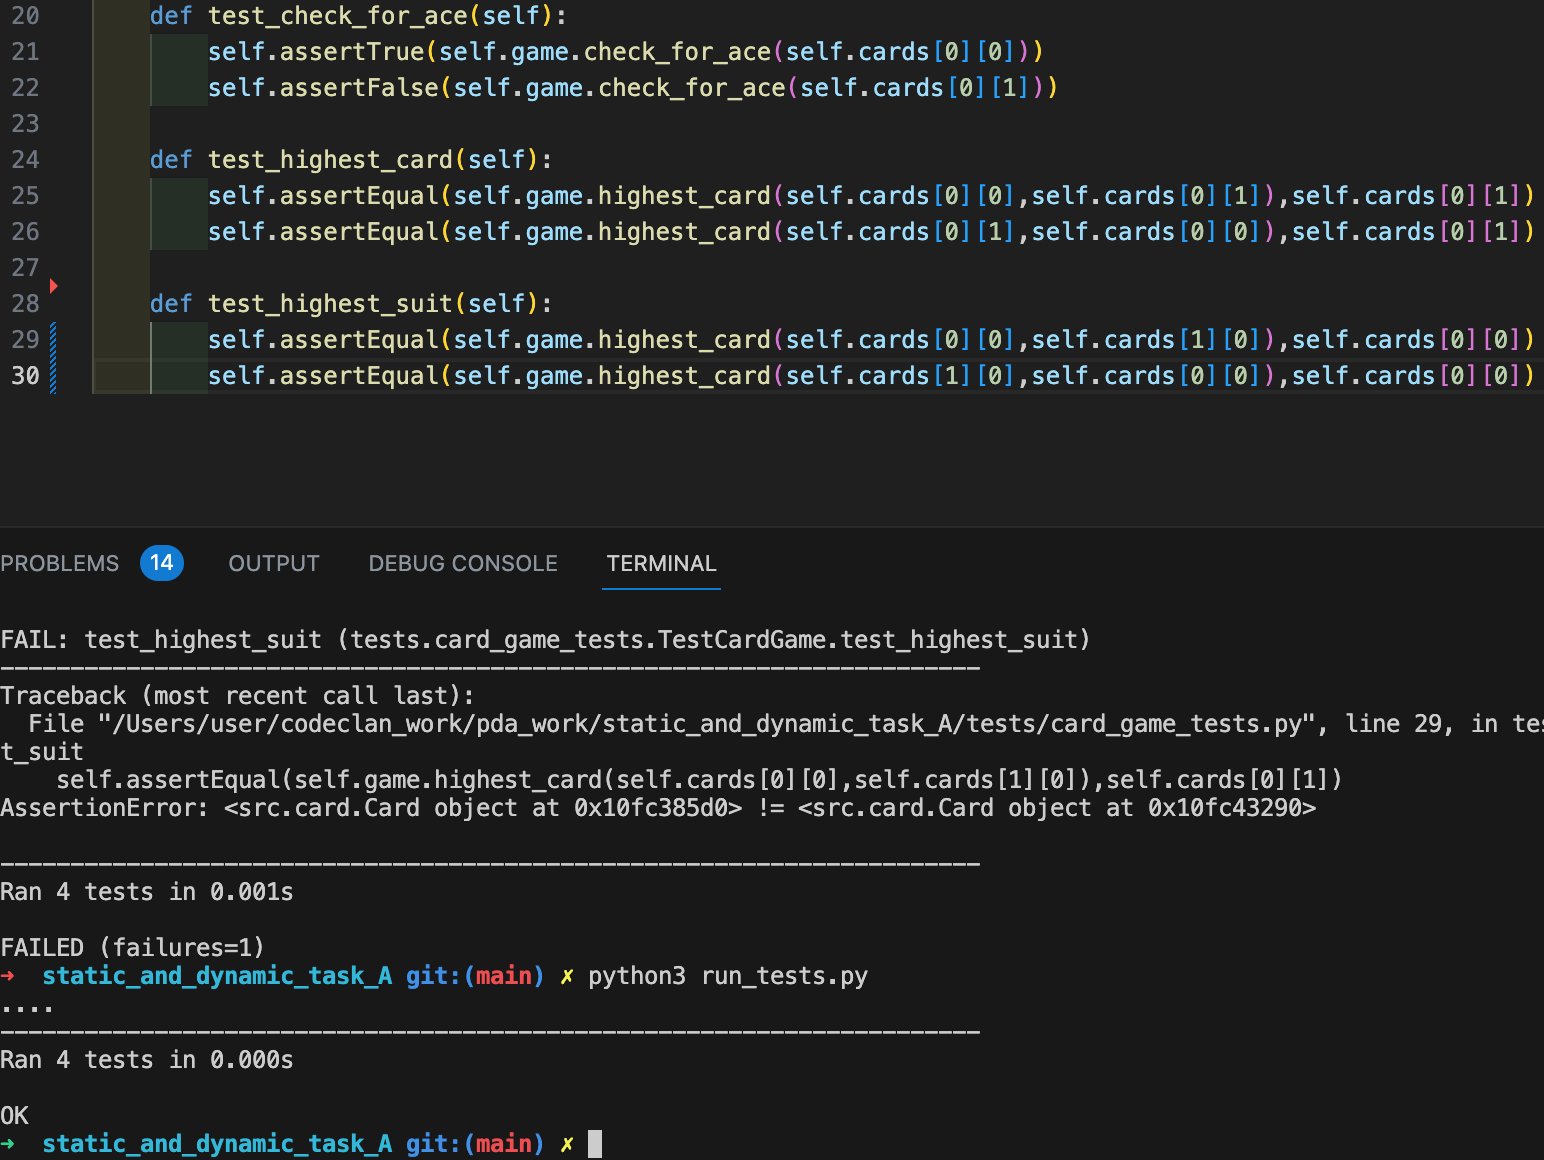 20 def test_check_for_ace(self):
21 self.assertTrue(self.game.check_for_ace(self.cards[0][0]))
22 self.assertFalse(self.game.check_for_ace(self.cards[0][1]))
23
24 def test_highest_card(self):
25 self.assertEqual(self.game.highest_card(self.cards[0][0],self.cards[0][1]),self.cards[0][1])
26 self.assertEqual(self.game.highest_card(self.cards[0][1],self.cards[0][0]),self.cards[0][1])
27
28 def test_highest_suit(self):
29 self.assertEqual(self.game.highest_card(self.cards[0][0],self.cards[1][0]),self.cards[0][0])
30 self.assertEqual(self.game.highest_card(self.cards[1][0],self.cards[0][0]),self.cards[0][0])
PROBLEMS 14 OUTPUT DEBUG CONSOLE TERMINAL
FAIL: test_highest_suit (tests.card_game_tests.TestCardGame.test_highest_suit)
----------------------------------------------------------------------
Traceback (most recent call last):
File "/Users/user/codeclan_work/pda_work/static_and_dynamic_task_A/tests/card_game_tests.py", line 29, in tes
t_suit
self.assertEqual(self.game.highest_card(self.cards[0][0],self.cards[1][0]),self.cards[0][1])
AssertionError: <src.card.Card object at 0x10fc385d0> != <src.card.Card object at 0x10fc43290>
----------------------------------------------------------------------
Ran 4 tests in 0.001s
FAILED (failures=1)
➜ static_and_dynamic_task_A git:(main) ✗ python3 run_tests.py
....
----------------------------------------------------------------------
Ran 4 tests in 0.000s
OK
➜ static_and_dynamic_task_A git:(main) ✗